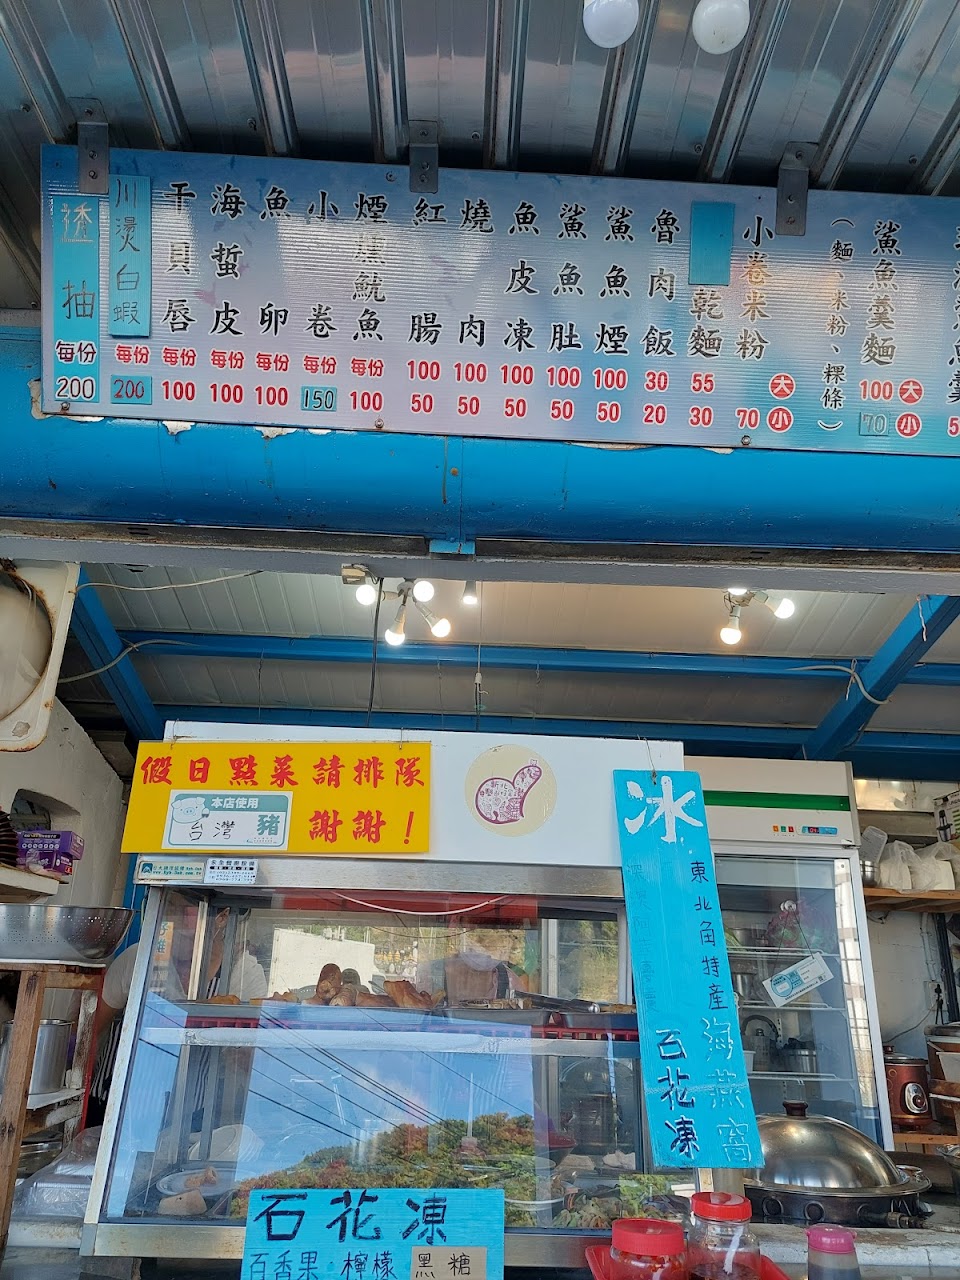 透抽 每份 200
川燙白蝦 每份 200
干貝唇 每份 100
海蜇皮 每份 100
魚卵 每份 100
小卷 每份 150
煙燻魷魚 每份 100
紅腸 100 50
燒肉 100 50
魚皮凍 100 50
鯊魚肚 100 50
鯊魚煙 100 50
魯肉飯 30 20
乾麵 55 30
小卷米粉 大 70 小
(麵、米粉、粿條)
鯊魚羹麵 100 大 70 小
假日點菜請排隊
謝謝!
本店使用
台灣豬
冰
東北角特產
海燕窩
石花凍
石花凍
百香果 檸檬 黑糖